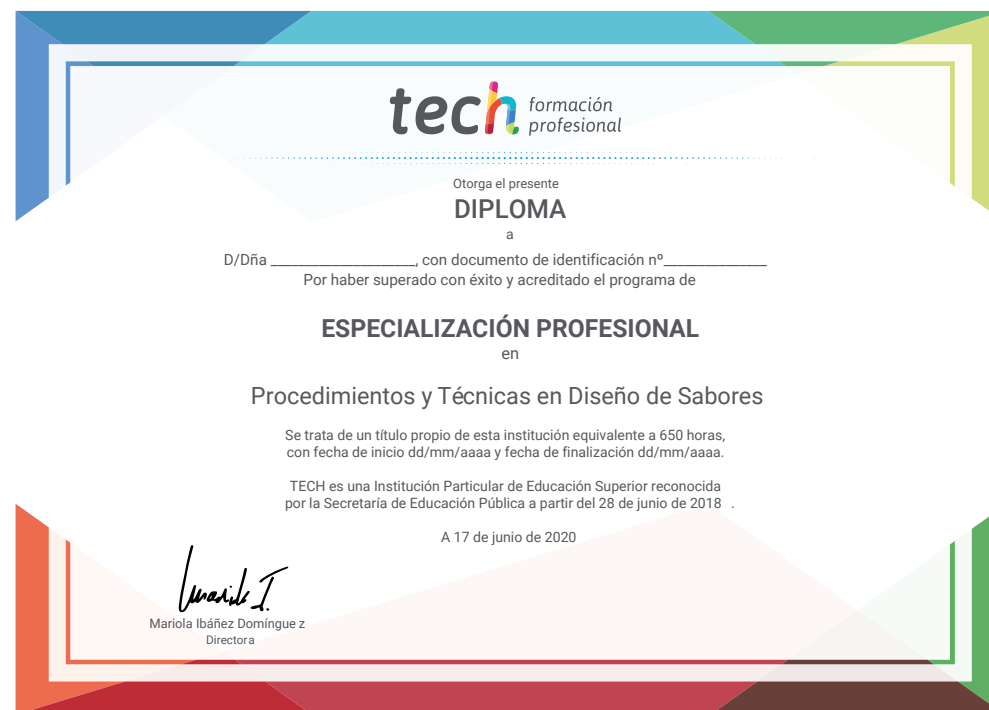 tech formación
profesional
Otorga el presente
DIPLOMA
a
D/Dña ___________________, con documento de identificación nº______________
Por haber superado con éxito y acreditado el programa de
ESPECIALIZACIÓN PROFESIONAL
en
Procedimientos y Técnicas en Diseño de Sabores
Se trata de un título propio de esta institución equivalente a 650 horas,
con fecha de inicio dd/mm/aaaa y fecha de finalización dd/mm/aaaa.
TECH es una Institución Particular de Educación Superior reconocida
por la Secretaría de Educación Pública a partir del 28 de junio de 2018 .
A 17 de junio de 2020
Mariola Ibáñez Domíngue z
Directora